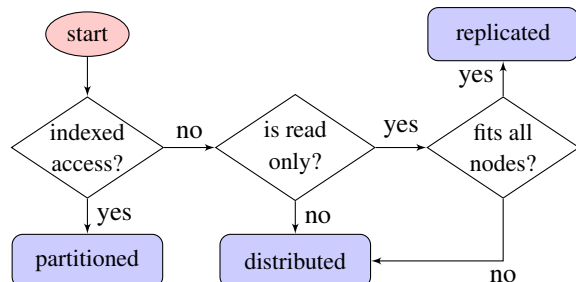 start
replicated
yes
indexed
access?
no
is read
only?
yes
fits all
nodes?
yes
no
partitioned
distributed
no